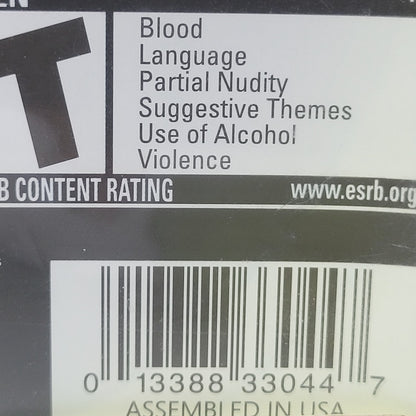 T
Blood
Language
Partial Nudity
Suggestive Themes
Use of Alcohol
Violence
CONTENT RATING
www.esrb.org
0 13388 33044 7
ASSEMBLED IN USA